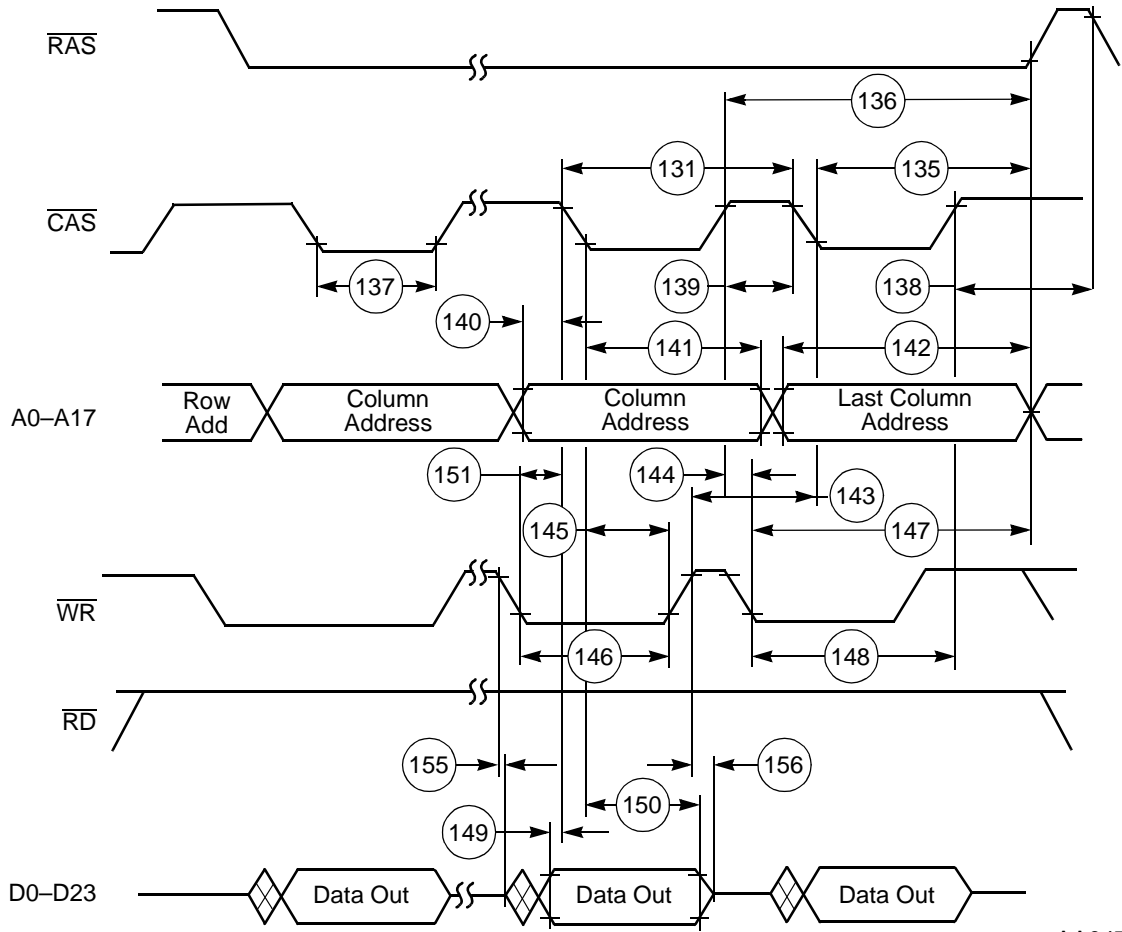 RAS
136
131
135
CAS
137
139
138
140
141
142
A0–A17
Row
Add
Column
Address
Column
Address
Last Column
Address
151
144
143
145
147
WR
146
148
RD
155
156
150
149
D0–D23
Data Out
Data Out
Data Out